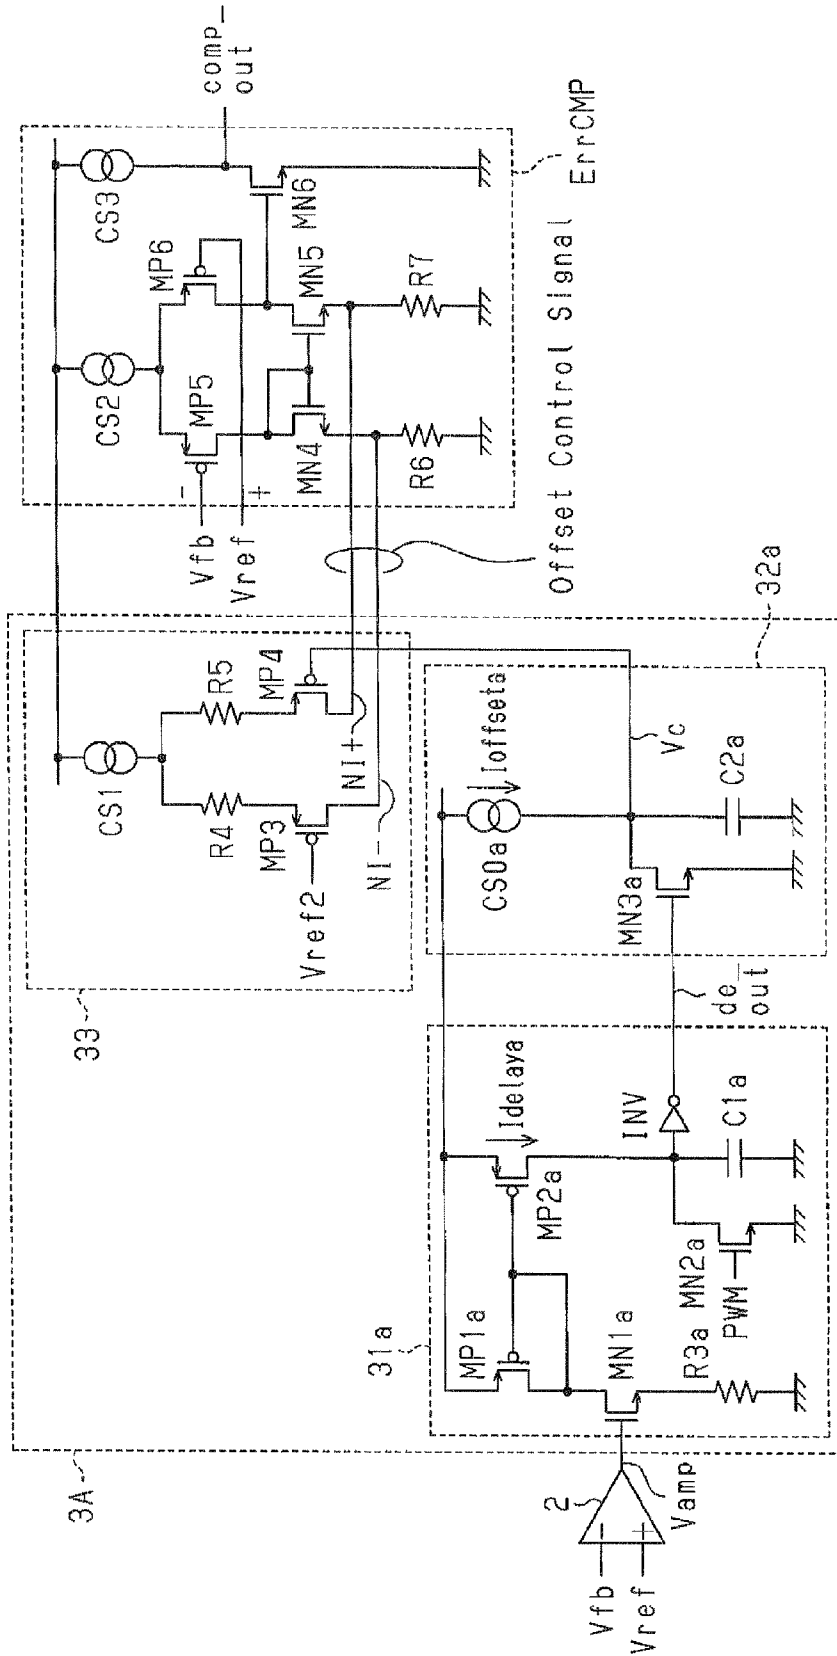 3A
33
CS1
R4
R5
MP3
MP4
Vref2
NI-
NI+
Vfb
Vref
-
+
CS2
MP5
MP6
MN4
MN5
R6
R7
CS3
MN6
comp_
out
ErrCMP
Offset Control Signal
Vfb
Vref
-
+
2
Vamp
31a
MP1a
MN1a
R3a
MP2a
Idelaya
MN2a
PWM
INV
C1a
de_
out
CS0a
Ioffseta
MN3a
C2a
Vc
32a